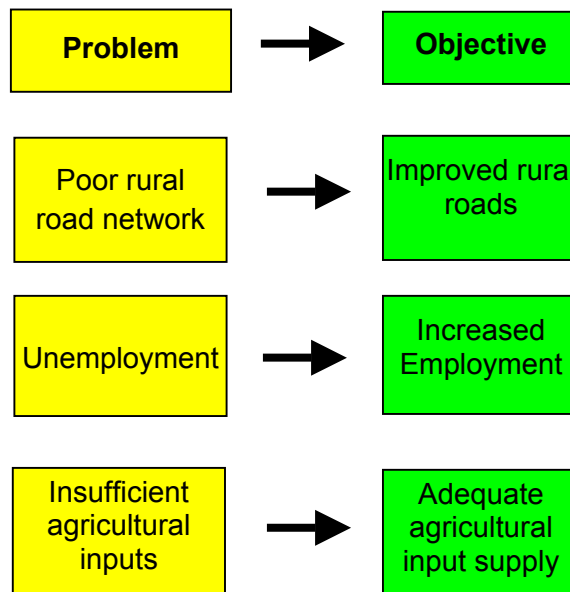 Problem
Objective
Poor rural
road network
Improved rura
roads
Unemployment
Increased
Employment
Insufficient
agricultural
inputs
Adequate
agricultural
input supply